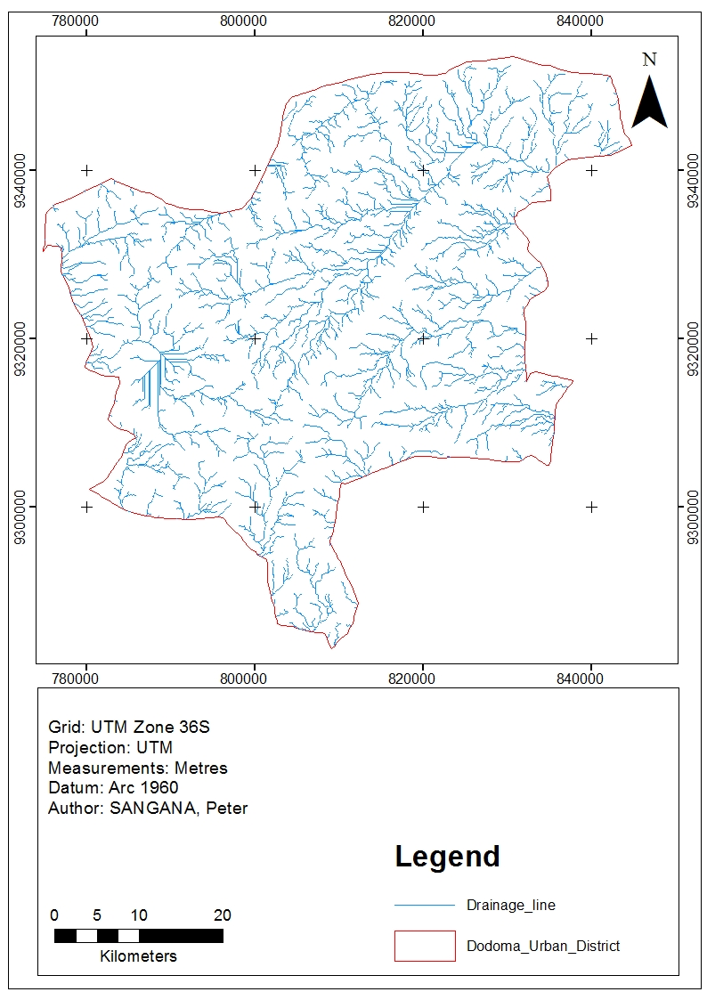 780000 800000 820000 840000
N
9340000 9340000
9320000 9320000
9300000 9300000
780000 800000 820000 840000
Grid: UTM Zone 36S
Projection: UTM
Measurements: Metres
Datum: Arc 1960
Author: SANGANA, Peter
Legend
Drainage_line
Dodoma_Urban_District
0 5 10 20
Kilometers